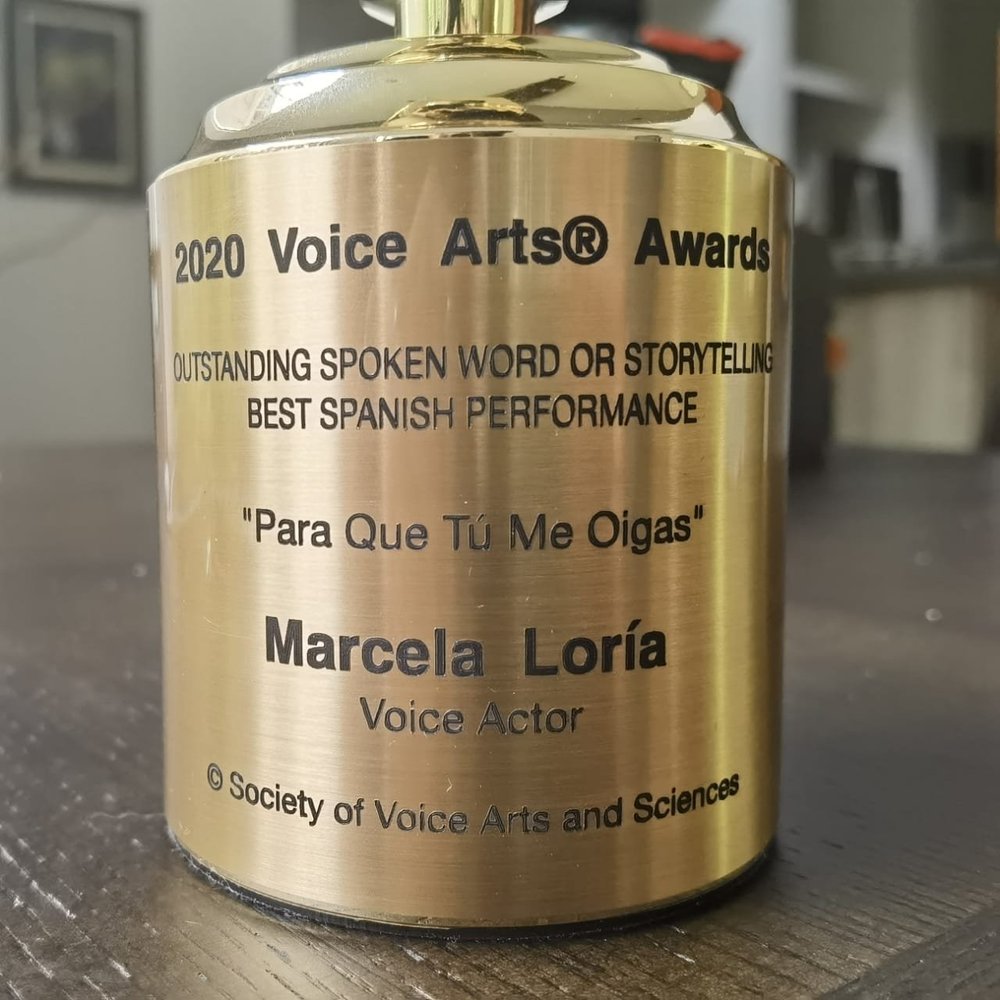 2020 Voice Arts® Awards
OUTSTANDING SPOKEN WORD OR STORYTELLING
BEST SPANISH PERFORMANCE
"Para Que Tú Me Oigas"
Marcela Loría
Voice Actor
© Society of Voice Arts and Sciences